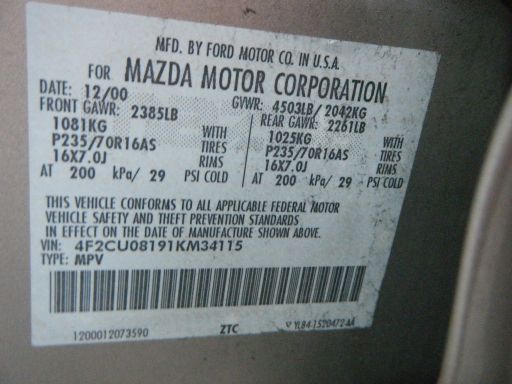 MFD. BY FORD MOTOR CO. IN U.S.A.
FOR MAZDA MOTOR CORPORATION
DATE: 12/00 GVWR: 4503LB/2042KG
FRONT GAWR: 2385LB REAR GAWR: 2261LB
1081KG WITH 1025KG WITH
P235/70R16AS TIRES P235/70R16AS TIRES
16X7.0J RIMS 16X7.0J RIMS
AT 200 kPa/ 29 PSI COLD AT 200 kPa/ 29 PSI COLD
THIS VEHICLE CONFORMS TO ALL APPLICABLE FEDERAL MOTOR
VEHICLE SAFETY AND THEFT PREVENTION STANDARDS
IN EFFECT ON THE DATE OF MANUFACTURE SHOWN ABOVE.
VIN: 4F2CU08191KM34115
TYPE: MPV
1200012073590 ZTC YL84-1520472-AA